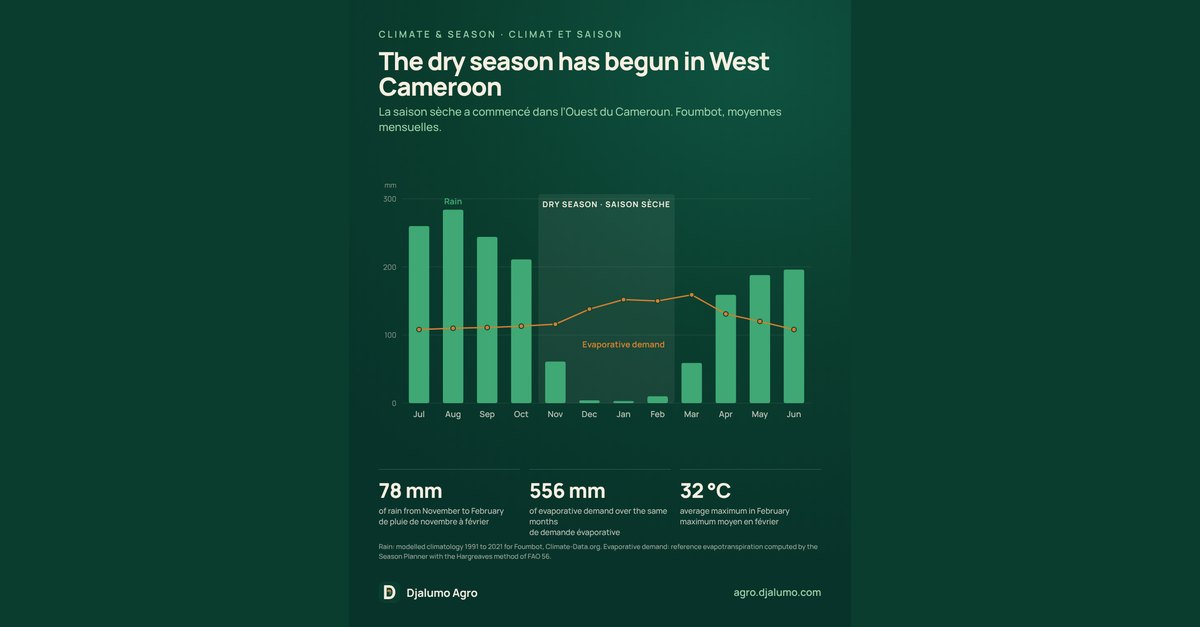 CLIMATE & SEASON · CLIMAT ET SAISON
The dry season has begun in West
Cameroon
La saison sèche a commencé dans l'Ouest du Cameroun. Foumbot, moyennes
mensuelles.
mm
300
Rain
DRY SEASON · SAISON SÈCHE
200
100
Evaporative demand
0
Jul Aug Sep Oct Nov Dec Jan Feb Mar Apr May Jun
78 mm
of rain from November to February
de pluie de novembre à février
556 mm
of evaporative demand over the same
months
de demande évaporative
32 °C
average maximum in February
maximum moyen en février
Rain: modelled climatology 1991 to 2021 for Foumbot, Climate-Data.org. Evaporative demand: reference evapotranspiration computed by the
Season Planner with the Hargreaves method of FAO 56.
D Djalumo Agro
agro.djalumo.com